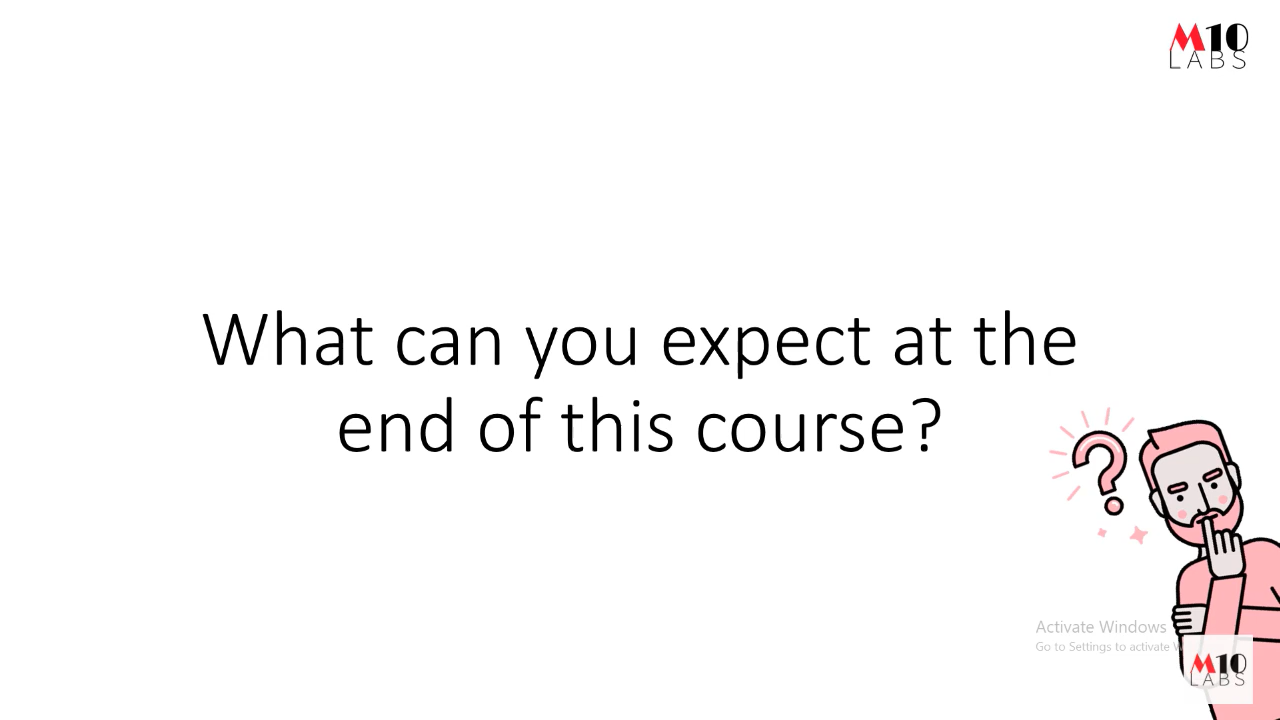 M10
LABS
What can you expect at the
end of this course?
Activate Windows
Go to Settings to activate
M10
LABS